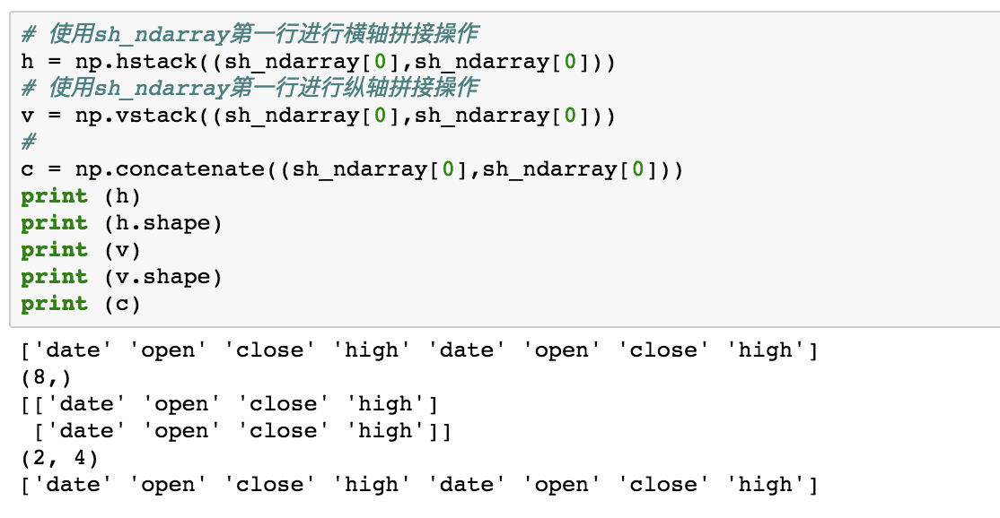 # 使用sh_ndarray第一行进行横轴拼接操作
h = np.hstack((sh_ndarray[0],sh_ndarray[0]))
# 使用sh_ndarray第一行进行纵轴拼接操作
v = np.vstack((sh_ndarray[0],sh_ndarray[0]))
#
c = np.concatenate((sh_ndarray[0],sh_ndarray[0]))
print (h)
print (h.shape)
print (v)
print (v.shape)
print (c)
['date' 'open' 'close' 'high' 'date' 'open' 'close' 'high']
(8,)
[['date' 'open' 'close' 'high']
 ['date' 'open' 'close' 'high']]
(2, 4)
['date' 'open' 'close' 'high' 'date' 'open' 'close' 'high']